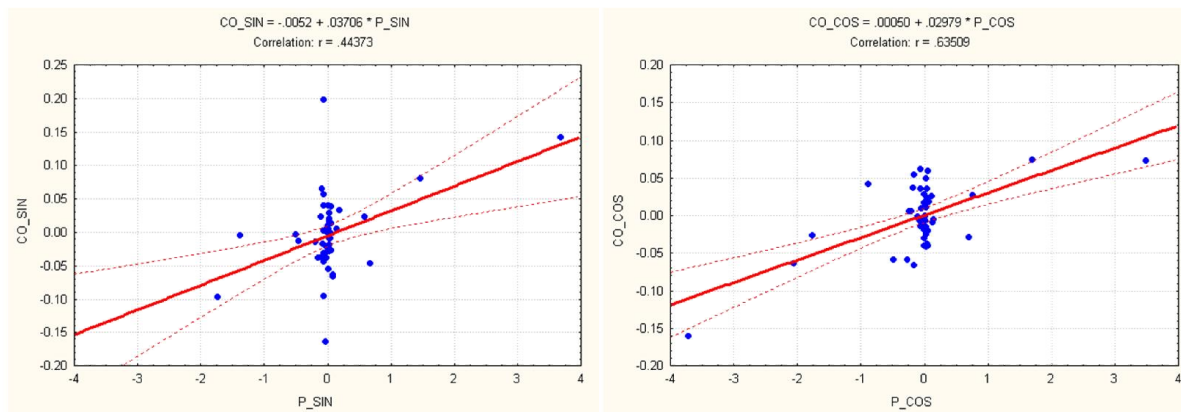 CO_SIN = -.0052 + .03706 * P_SIN
Correlation: r = .44373
0.25
0.20
0.15
0.10
0.05
0.00
-0.05
-0.10
-0.15
-0.20
CO_SIN
-4 -3 -2 -1 0 1 2 3 4
P_SIN
CO_COS = .00050 + .02979 * P_COS
Correlation: r = .63509
0.20
0.15
0.10
0.05
0.00
-0.05
-0.10
-0.15
-0.20
CO_COS
-4 -3 -2 -1 0 1 2 3 4
P_COS